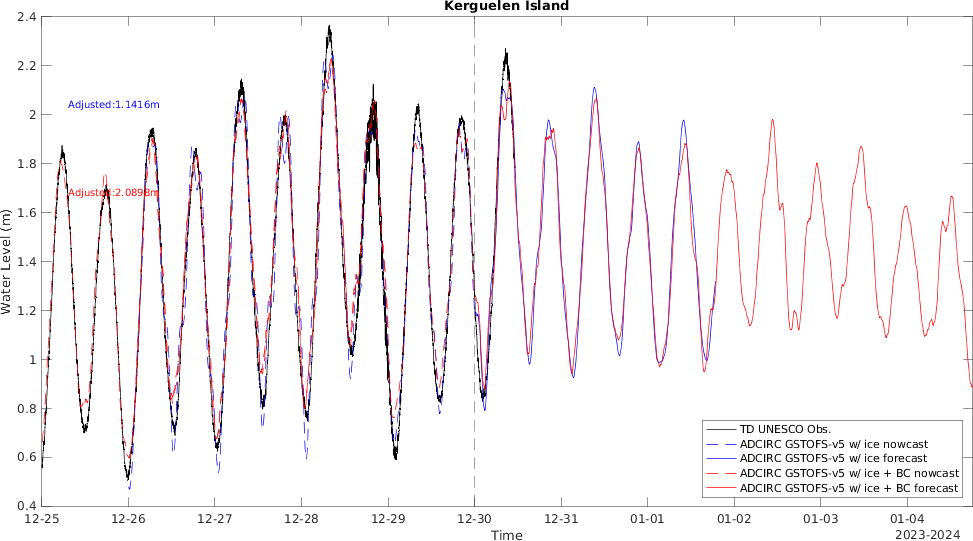 Kerguelen Island
2.4
2.2
2
1.8
1.6
1.4
1.2
1
0.8
0.6
0.4
Water Level (m)
Adjusted:1.1416m
Adjusted:2.0898m
TD UNESCO Obs.
ADCIRC GSTOFS-v5 w/ ice nowcast
ADCIRC GSTOFS-v5 w/ ice forecast
ADCIRC GSTOFS-v5 w/ ice + BC nowcast
ADCIRC GSTOFS-v5 w/ ice + BC forecast
12-25 12-26 12-27 12-28 12-29 12-30 12-31 01-01 01-02 01-03 01-04
Time
2023-2024